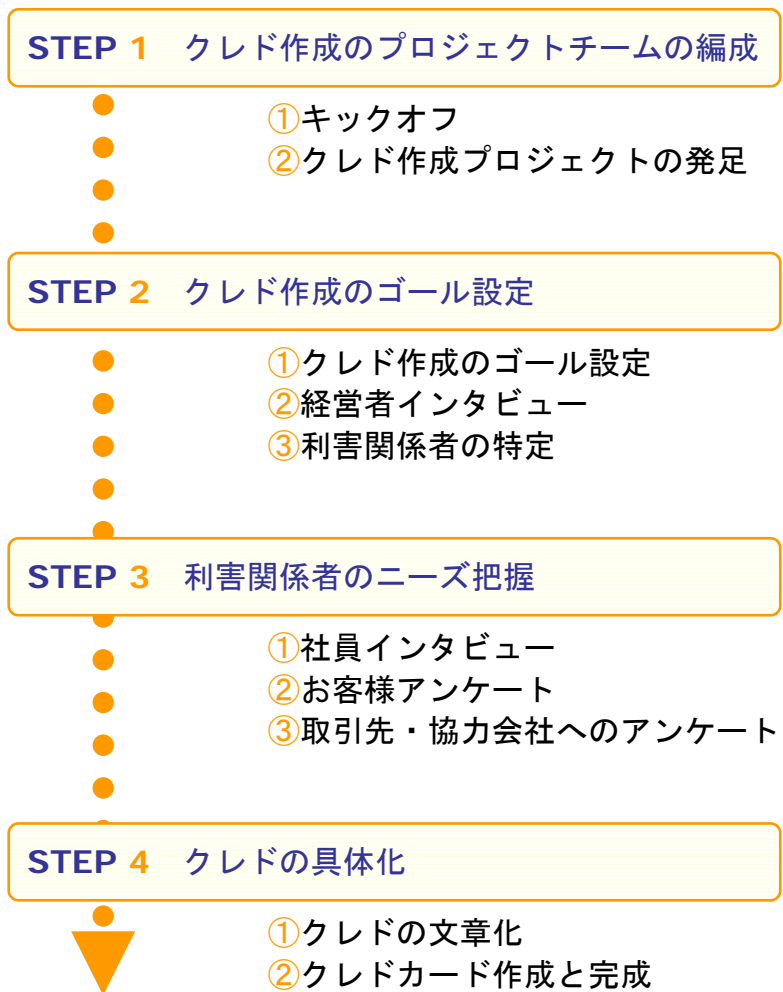 STEP 1 クレド作成のプロジェクトチームの編成
①キックオフ
②クレド作成プロジェクトの発足
STEP 2 クレド作成のゴール設定
①クレド作成のゴール設定
②経営者インタビュー
③利害関係者の特定
STEP 3 利害関係者のニーズ把握
①社員インタビュー
②お客様アンケート
③取引先・協力会社へのアンケート
STEP 4 クレドの具体化
①クレドの文章化
②クレドカード作成と完成